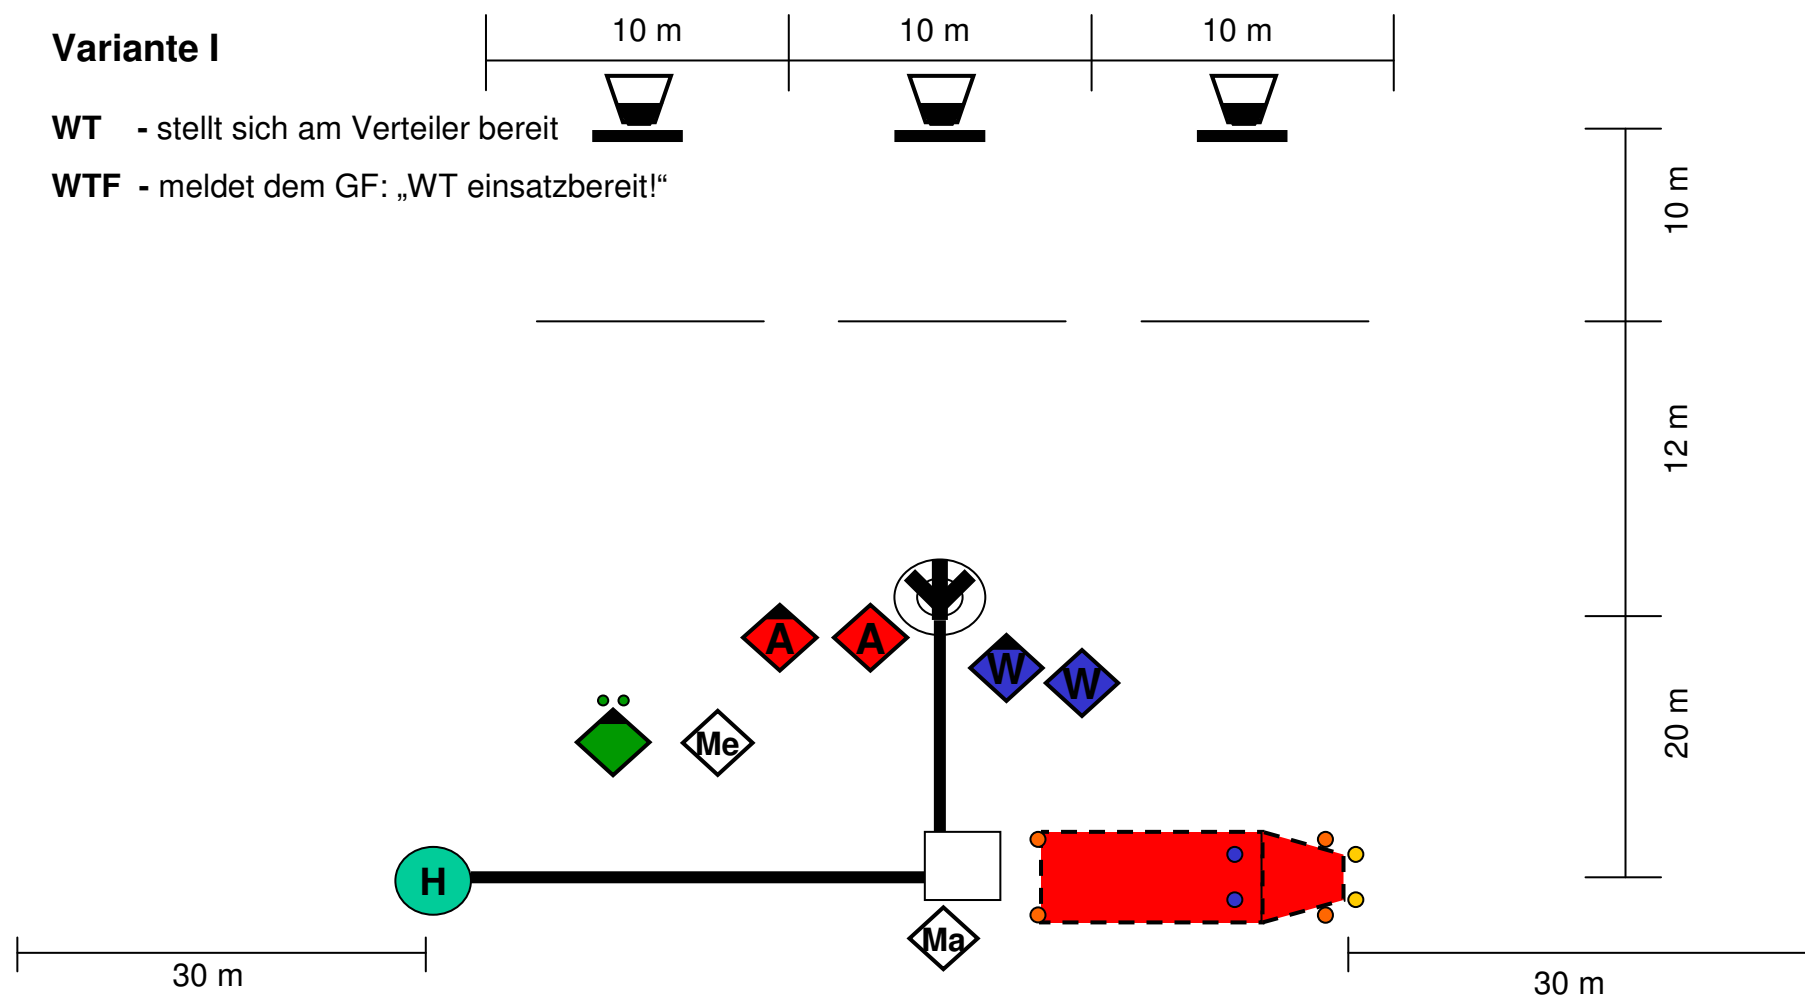 10 m 10 m 10 m
Variante I
WT - stellt sich am Verteiler bereit
WTF - meldet dem GF: „WT einsatzbereit!“
10 m
12 m
A A W W
20 m
Me
H
Ma
30 m 30 m